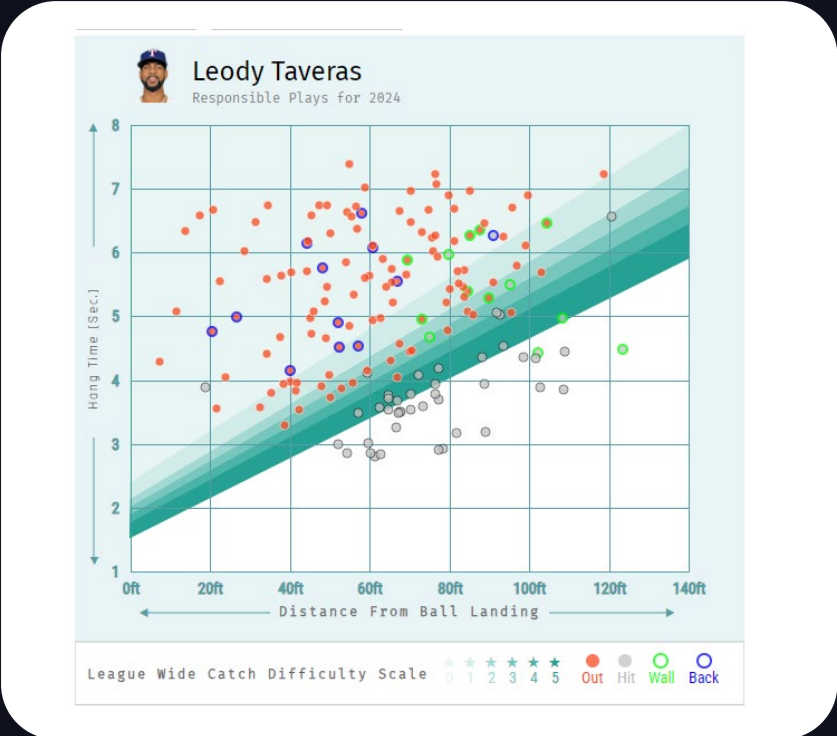 Leody Taveras
Responsible Plays for 2024
8
7
6
5
4
3
2
1
Hang Time [Sec.]
0ft 20ft 40ft 60ft 80ft 100ft 120ft 140ft
Distance From Ball Landing
League Wide Catch Difficulty Scale
0 1 2 3 4 5
Out Hit Wall Back